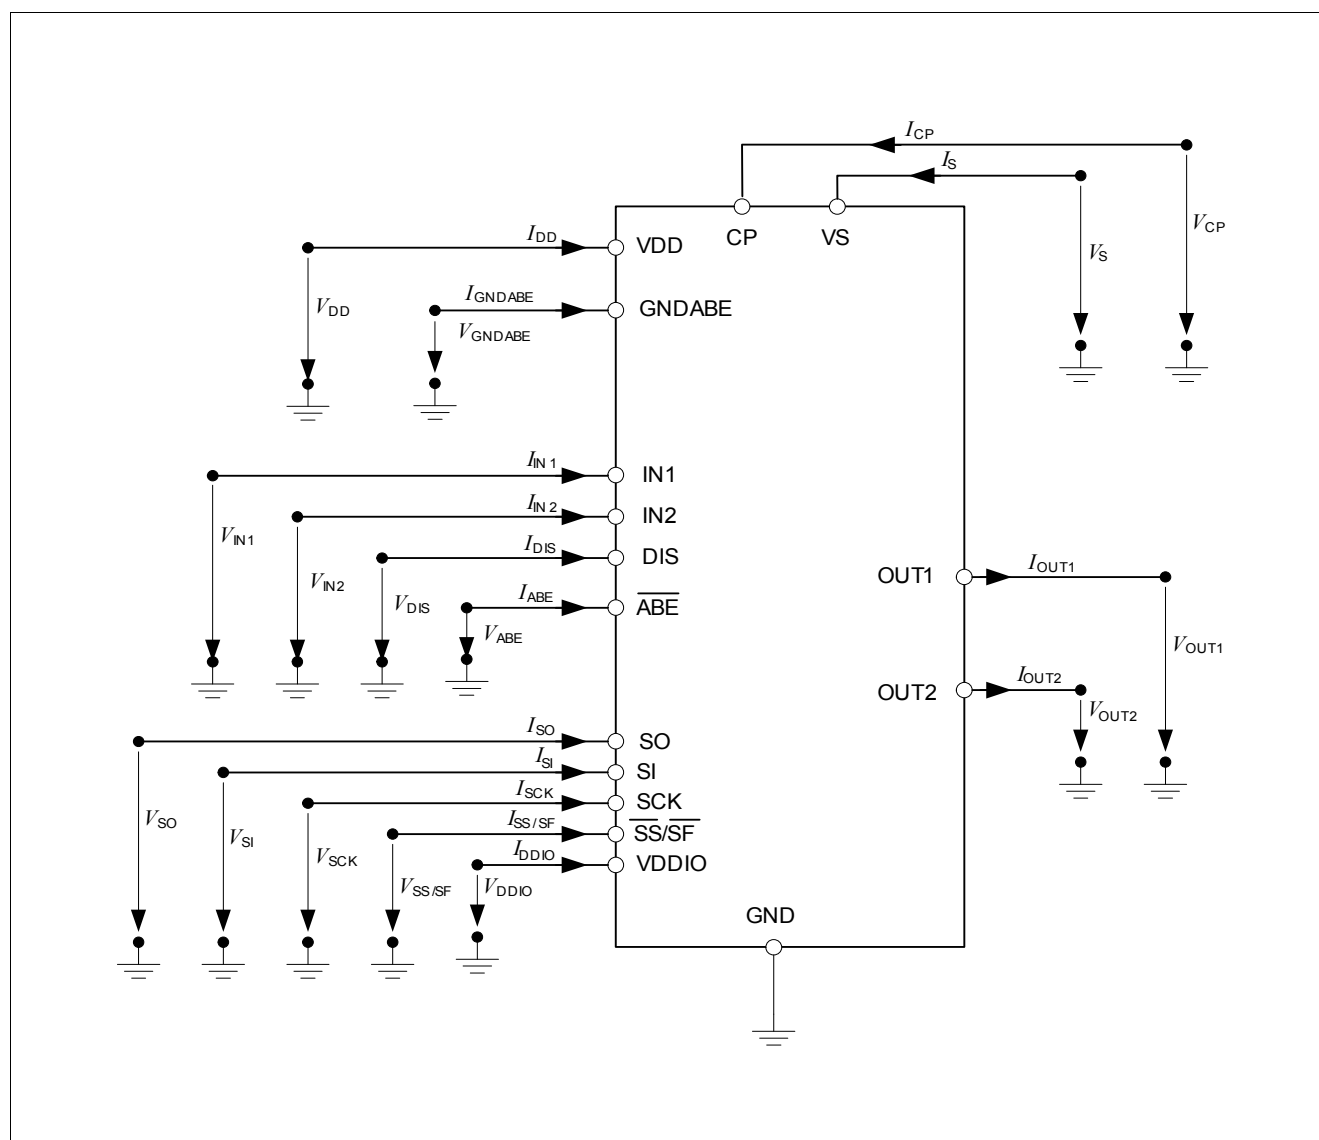 ICP
IS
CP
VS
VCP
VS
IDD
VDD
VDD
IGNDABE
GNDABE
VGNDABE
IIN1
IN1
VIN1
IIN2
IN2
VIN2
IDIS
DIS
VDIS
IABE
ABE
VABE
OUT1
IOUT1
VOUT1
OUT2
IOUT2
VOUT2
ISO
SO
VSO
ISI
SI
VSI
ISCK
SCK
VSCK
ISS/SF
SS/SF
VSS/SF
IDDIO
VDDIO
VDDIO
GND